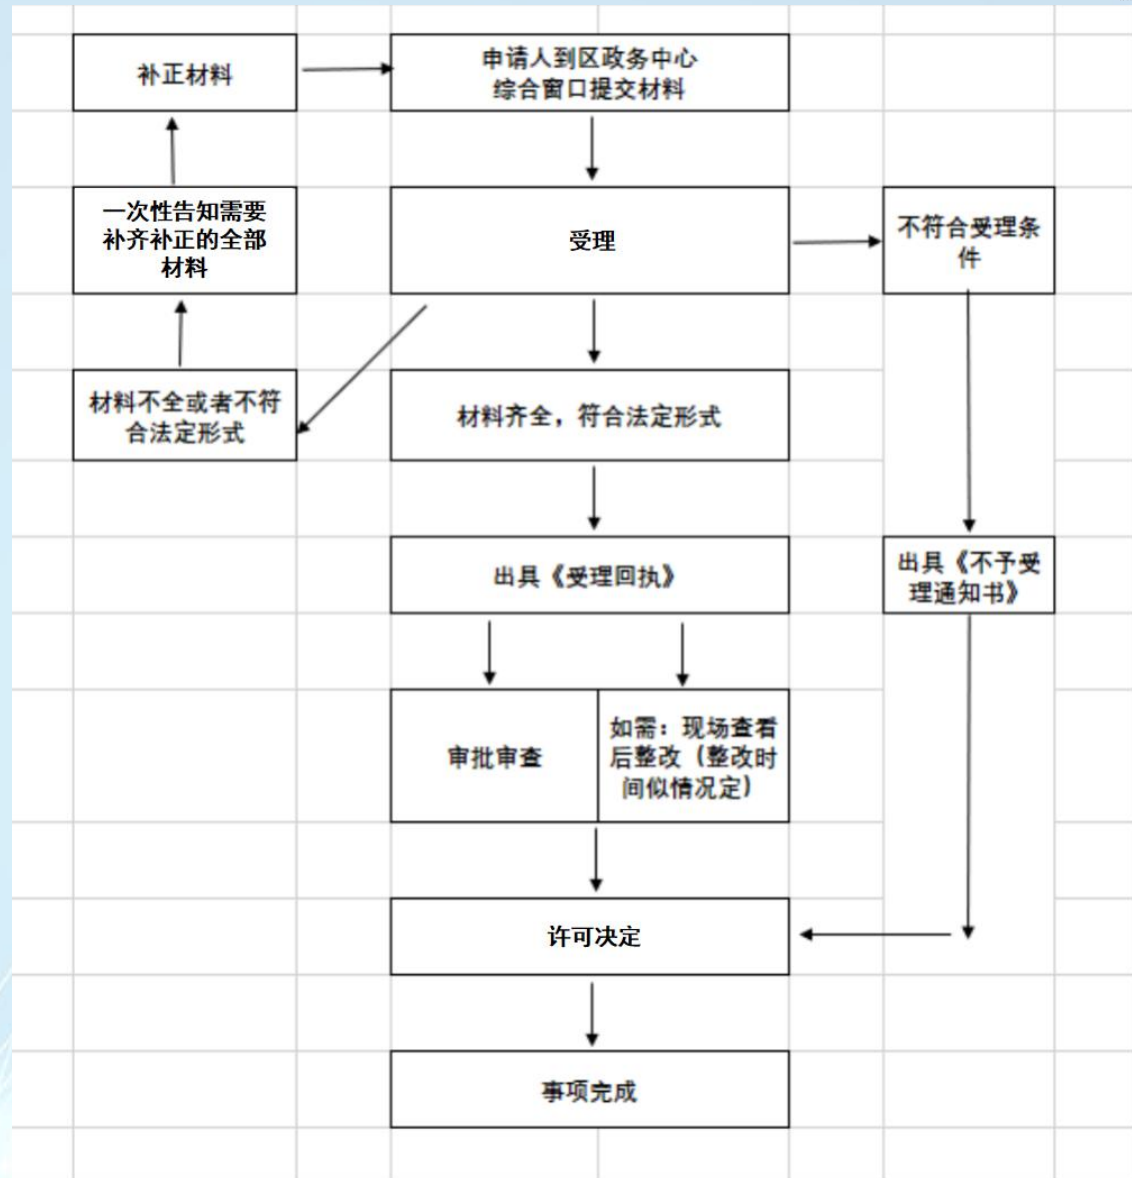 补正材料
申请人到区政务中心
综合窗口提交材料
一次性告知需要
补齐补正的全部
材料
受理
不符合受理条
件
材料不全或者不符
合法定形式
材料齐全，符合法定形式
出具《受理回执》
出具《不予受
理通知书》
审批审查
如需：现场查看
后整改（整改时
间似情况定）
许可决定
事项完成